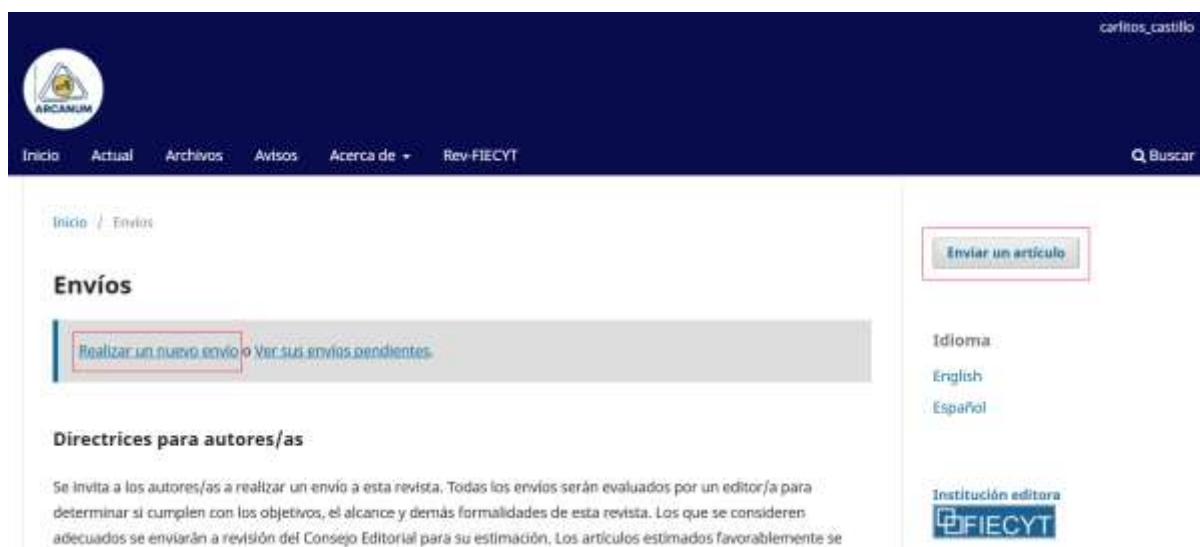 carlitos_castillo
ARCANUM
Inicio Actual Archivos Avisos Acerca de Rev-FIECYT Buscar
Inicio / Envíos
Enviar un artículo
Envíos
Realizar un nuevo envío o Ver sus envíos pendientes.
Idioma
English
Español
Directrices para autores/as
Se invita a los autores/as a realizar un envío a esta revista. Todas los envíos serán evaluados por un editor/a para
determinar si cumplen con los objetivos, el alcance y demás formalidades de esta revista. Los que se consideren
adecuados se enviarán a revisión del Consejo Editorial para su estimación. Los artículos estimados favorablemente se
Institución editora
FIECYT